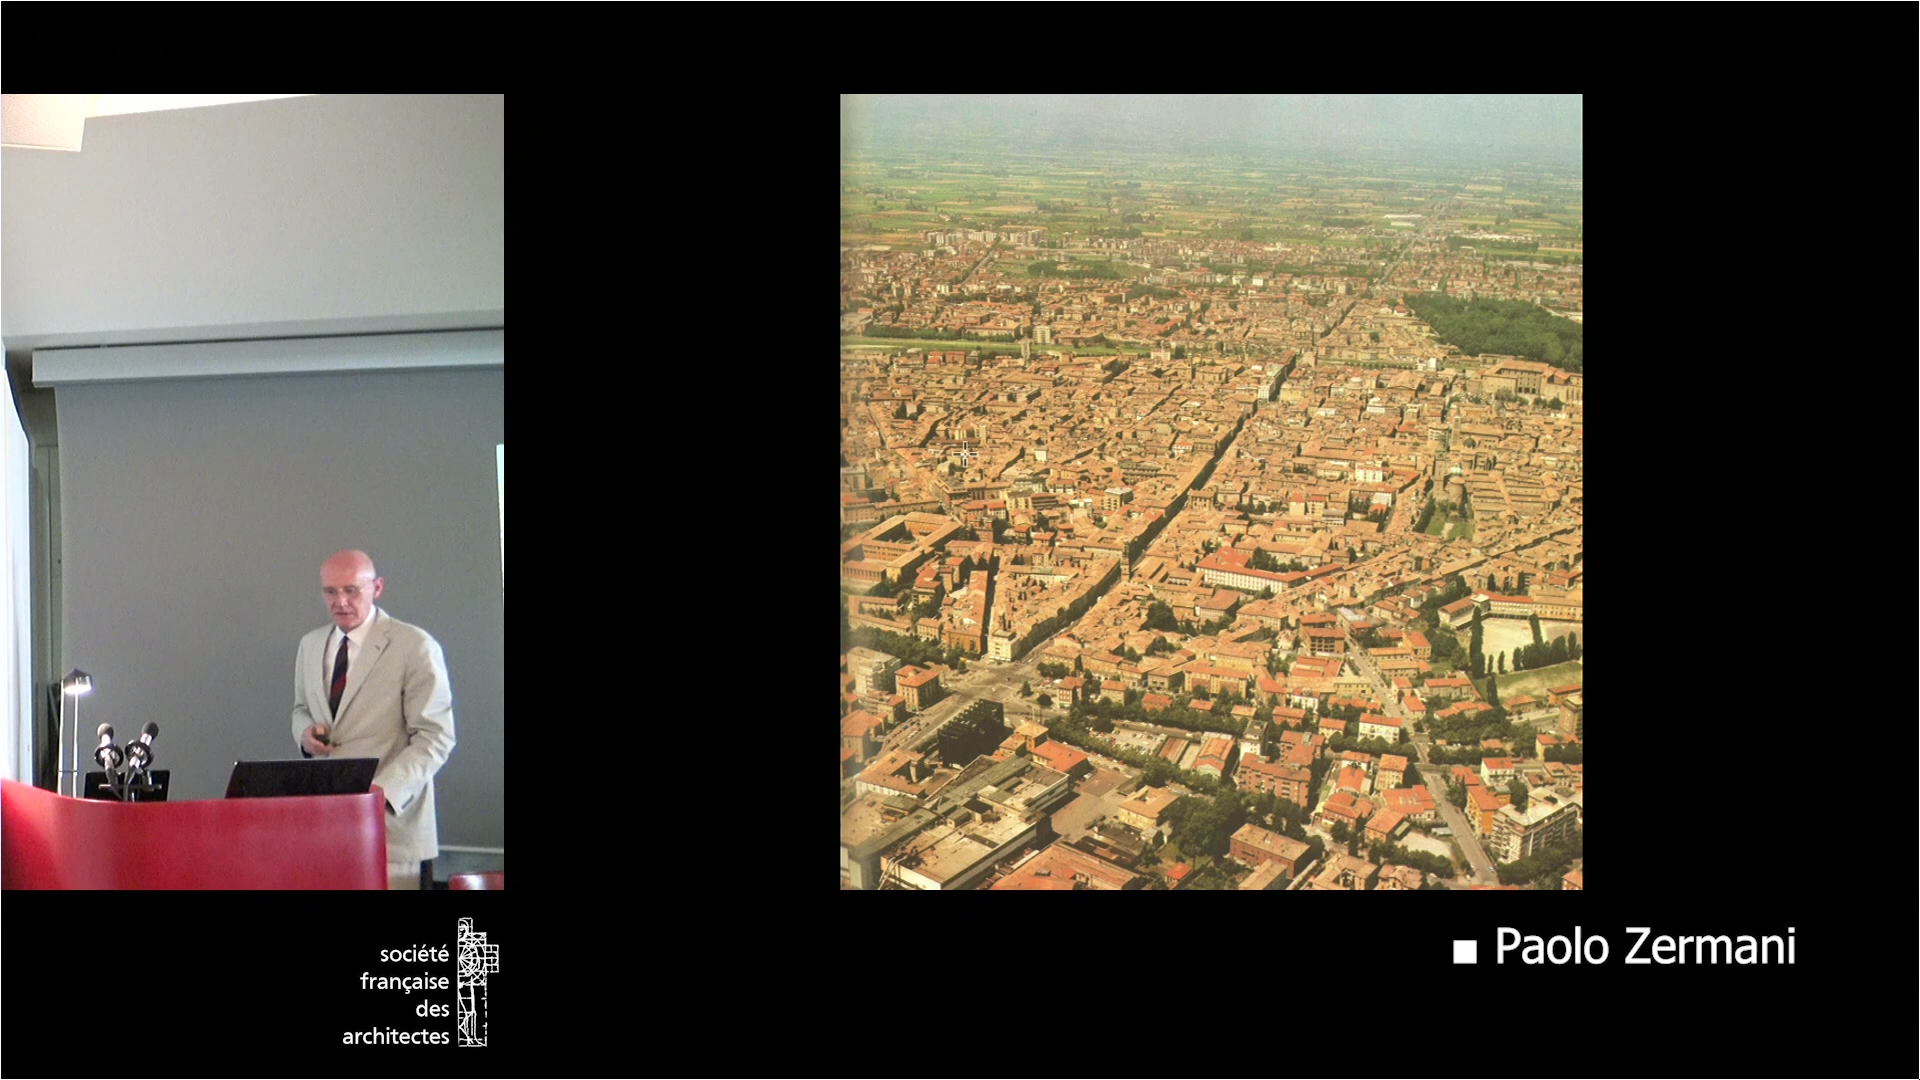 société
française
des
architectes
Paolo Zermani